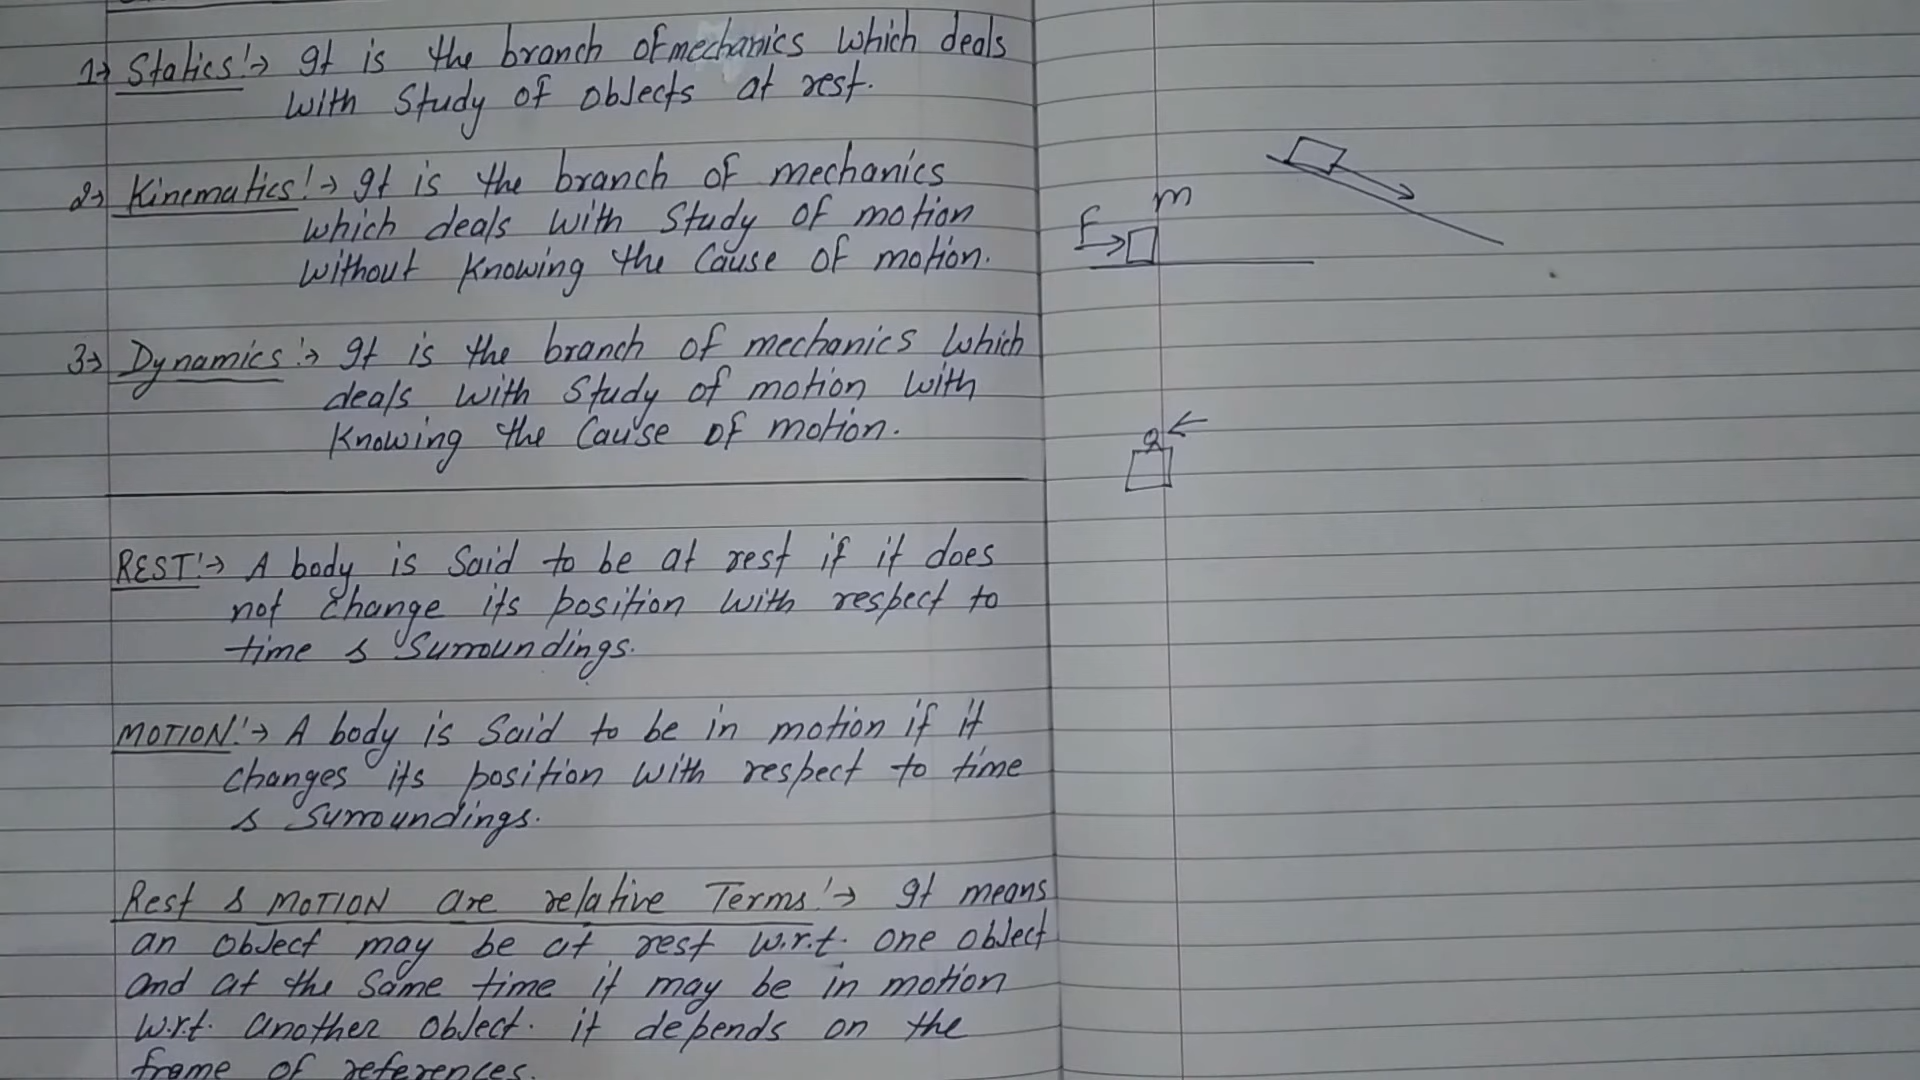 1→ Statics:→ It is the branch of mechanics which deals
with study of objects at rest.
2→ Kinematics:→ It is the branch of mechanics
which deals with study of motion
without knowing the cause of motion.
3→ Dynamics:→ It is the branch of mechanics which
deals with study of motion with
knowing the cause of motion.
REST:→ A body is said to be at rest if it does
not change its position with respect to
time & surroundings.
MOTION:→ A body is said to be in motion if it
changes its position with respect to time
& surroundings.
Rest & MOTION are relative Terms:→ It means
an object may be at rest w.r.t. one object
and at the same time it may be in motion
w.r.t. another object. it depends on the
frame of references.
F
m